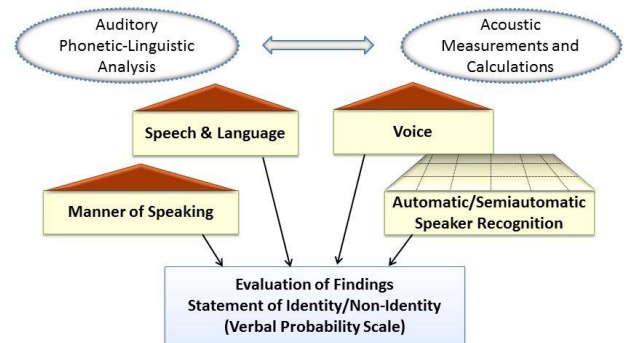 Auditory
Phonetic-Linguistic
Analysis
Acoustic
Measurements and
Calculations
Speech & Language
Voice
Manner of Speaking
Automatic/Semiautomatic
Speaker Recognition
Evaluation of Findings
Statement of Identity/Non-Identity
(Verbal Probability Scale)